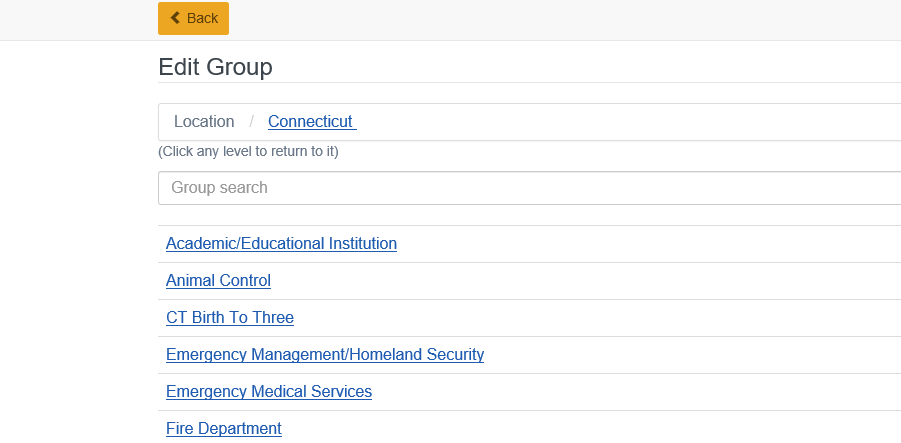 Back
Edit Group
Location / Connecticut
(Click any level to return to it)
Group search
Academic/Educational Institution
Animal Control
CT Birth To Three
Emergency Management/Homeland Security
Emergency Medical Services
Fire Department